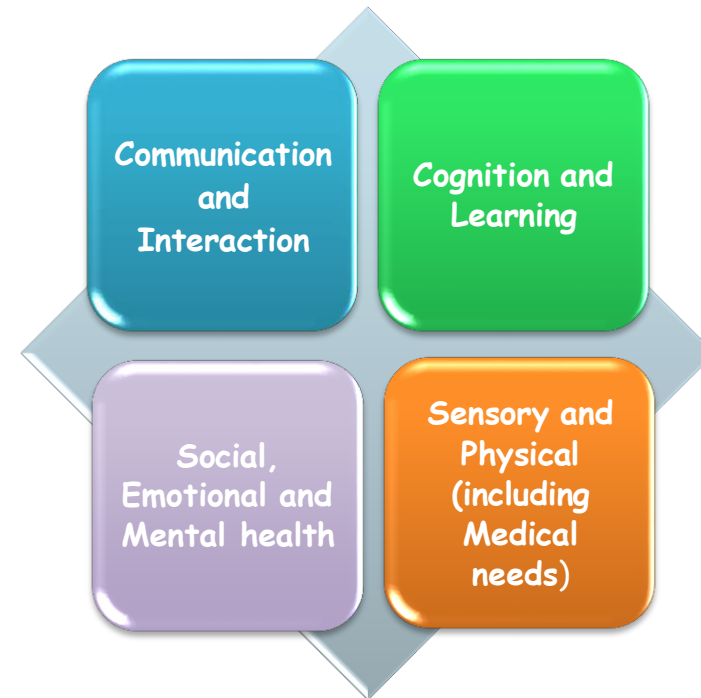 Communication
and
Interaction
Cognition and
Learning
Social,
Emotional and
Mental health
Sensory and
Physical
(including
Medical
needs)